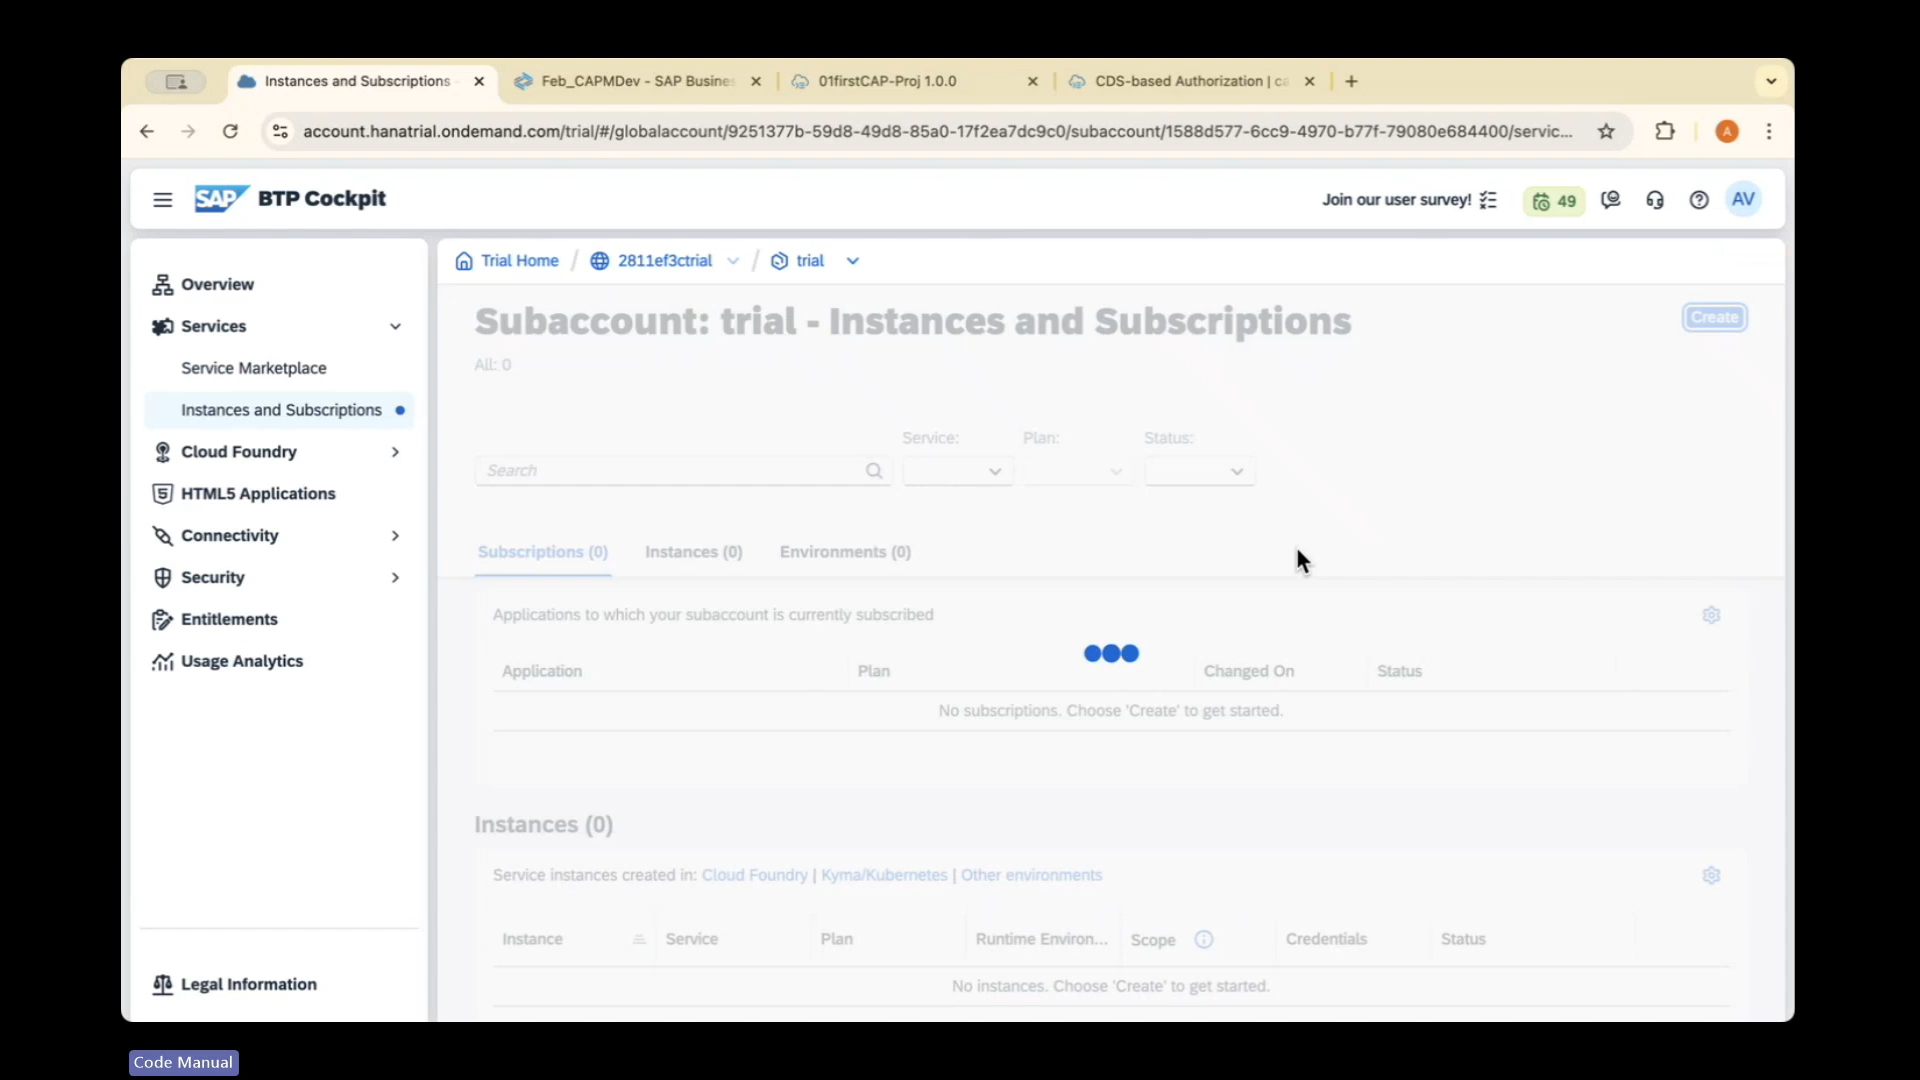 Instances and Subscriptions -
Feb_CAPMDev - SAP Busines
01firstCAP-Proj 1.0.0
CDS-based Authorization | ca
account.hanatrial.ondemand.com/trial/#/globalaccount/9251377b-59d8-49d8-85a0-17f2ea7dc9c0/subaccount/1588d577-6cc9-4970-b77f-79080e684400/servic...
A
SAP BTP Cockpit
Join our user survey!
49
AV
Overview
Services
Service Marketplace
Instances and Subscriptions
Cloud Foundry
HTML5 Applications
Connectivity
Security
Entitlements
Usage Analytics
Legal Information
Trial Home / 2811ef3ctrial / trial
Subaccount: trial - Instances and Subscriptions
Create
All: 0
Service: Plan: Status:
Search
Subscriptions (0) Instances (0) Environments (0)
Applications to which your subaccount is currently subscribed
Application Plan Changed On Status
No subscriptions. Choose 'Create' to get started.
Instances (0)
Service instances created in: Cloud Foundry | Kyma/Kubernetes | Other environments
Instance Service Plan Runtime Environ... Scope Credentials Status
No instances. Choose 'Create' to get started.
Code Manual